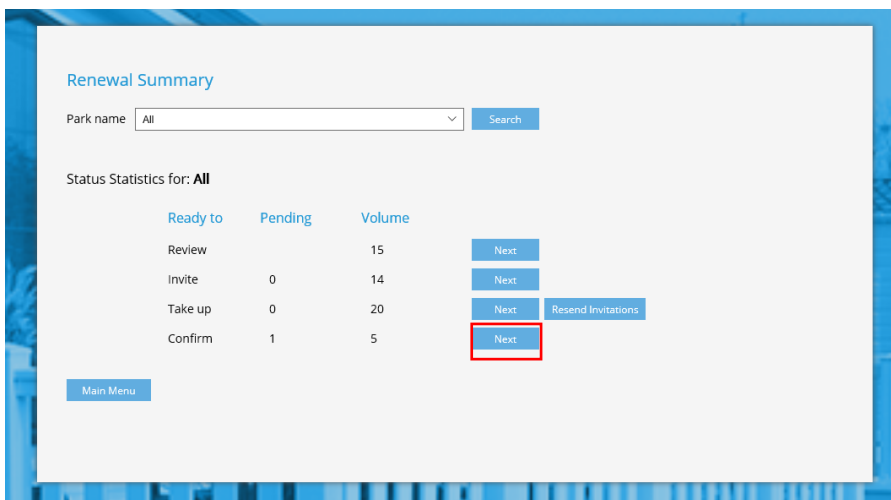 Renewal Summary
Park name All Search
Status Statistics for: All
Ready to Pending Volume
Review 15 Next
Invite 0 14 Next
Take up 0 20 Next Resend Invitations
Confirm 1 5 Next
Main Menu